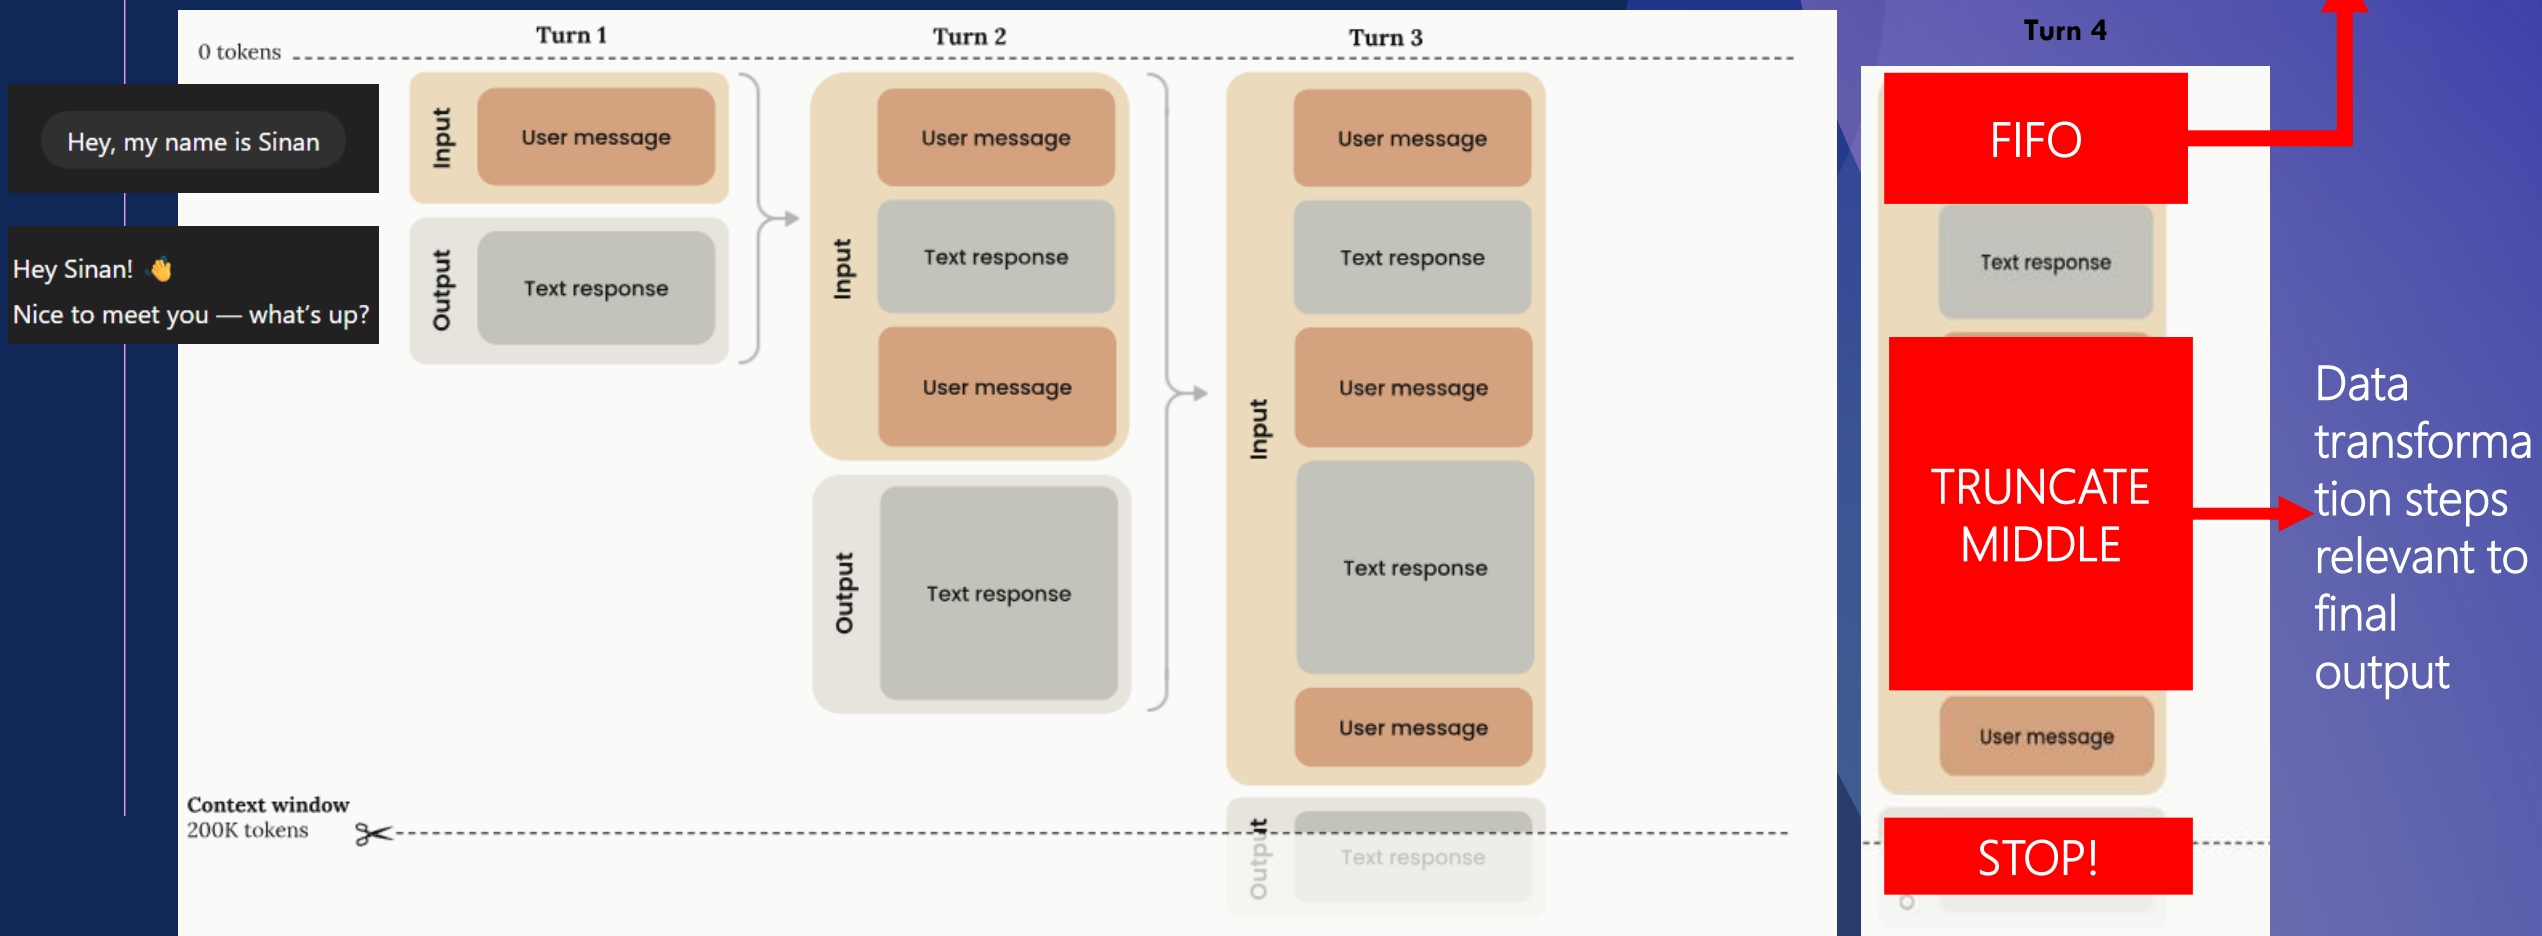 Turn 1
Turn 2
Turn 3
Turn 4
0 tokens
Hey, my name is Sinan
Hey Sinan! 👋
Nice to meet you — what's up?
Input
User message
Output
Text response
Input
User message
Text response
User message
Output
Text response
Input
User message
Text response
User message
Text response
User message
Output
Text response
Context window
200K tokens
FIFO
Text response
TRUNCATE
MIDDLE
User message
STOP!
O
Data
transforma
tion steps
relevant to
final
output